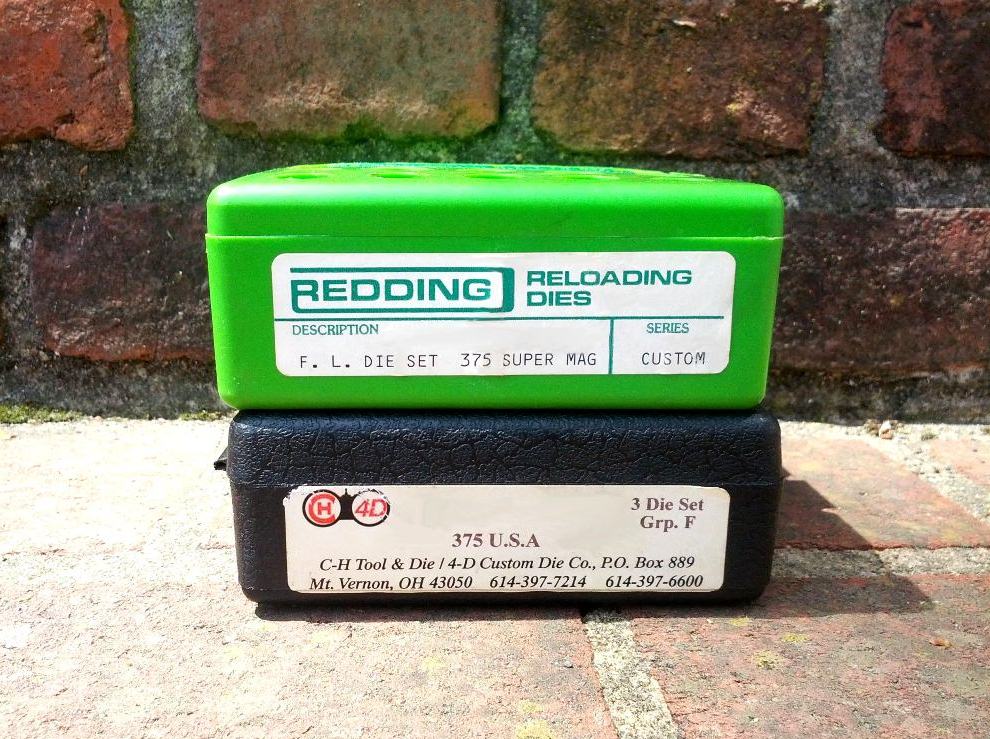 REDDING RELOADING
DIES
DESCRIPTION SERIES
F. L. DIE SET 375 SUPER MAG CUSTOM
CH 4D
3 Die Set
Grp. F
375 U.S.A
C-H Tool & Die / 4-D Custom Die Co., P.O. Box 889
Mt. Vernon, OH 43050 614-397-7214 614-397-6600